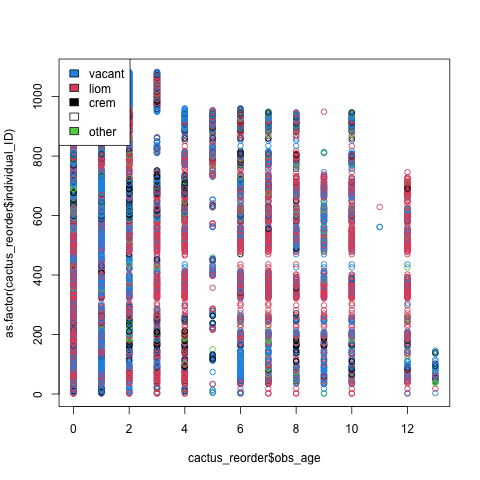 vacant
liom
crem
other
as.factor(cactus_reorder$individual_ID)
0
200
400
600
800
1000
0
2
4
6
8
10
12
cactus_reorder$obs_age